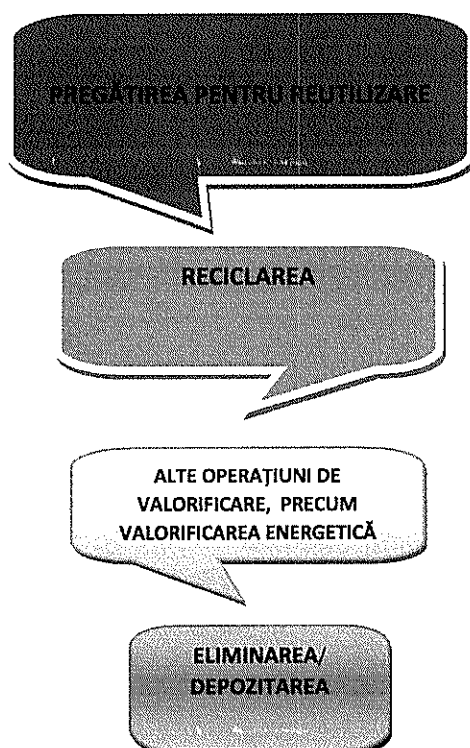 PREGĂTIREA PENTRU REUTILIZARE
RECICLAREA
ALTE OPERAȚIUNI DE
VALORIFICARE, PRECUM
VALORIFICAREA ENERGETICĂ
ELIMINAREA/
DEPOZITAREA